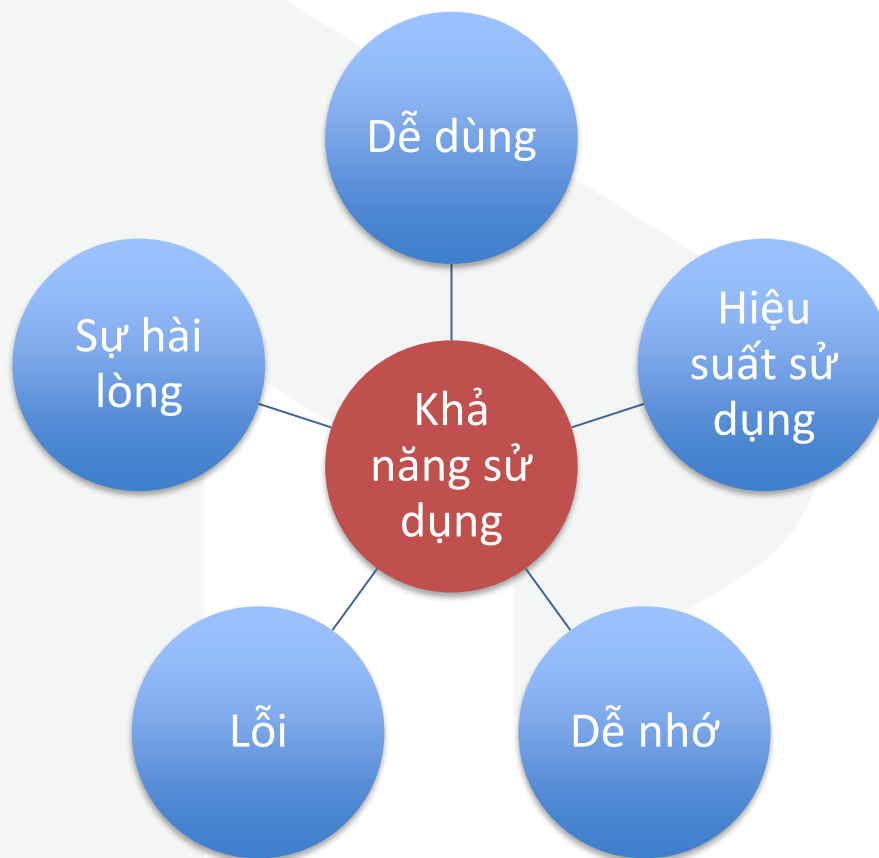 Dễ dùng
Hiệu
suất sử
dụng
Dễ nhớ
Lỗi
Sự hài
lòng
Khả
năng sử
dụng